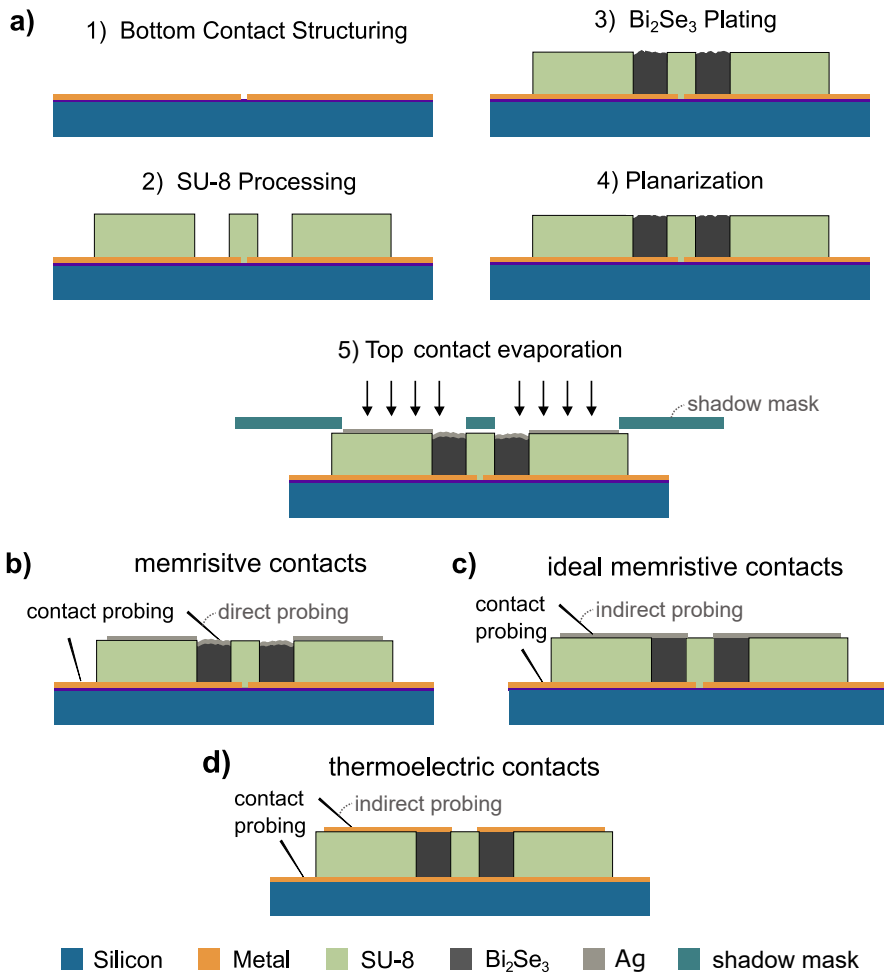 a)
1) Bottom Contact Structuring
3) Bi₂Se₃ Plating
2) SU-8 Processing
4) Planarization
5) Top contact evaporation
shadow mask
b)
memrisitve contacts
contact probing
direct probing
c)
ideal memristive contacts
contact
probing
indirect probing
d)
thermoelectric contacts
contact
probing
indirect probing
Silicon Metal SU-8 Bi₂Se₃ Ag shadow mask